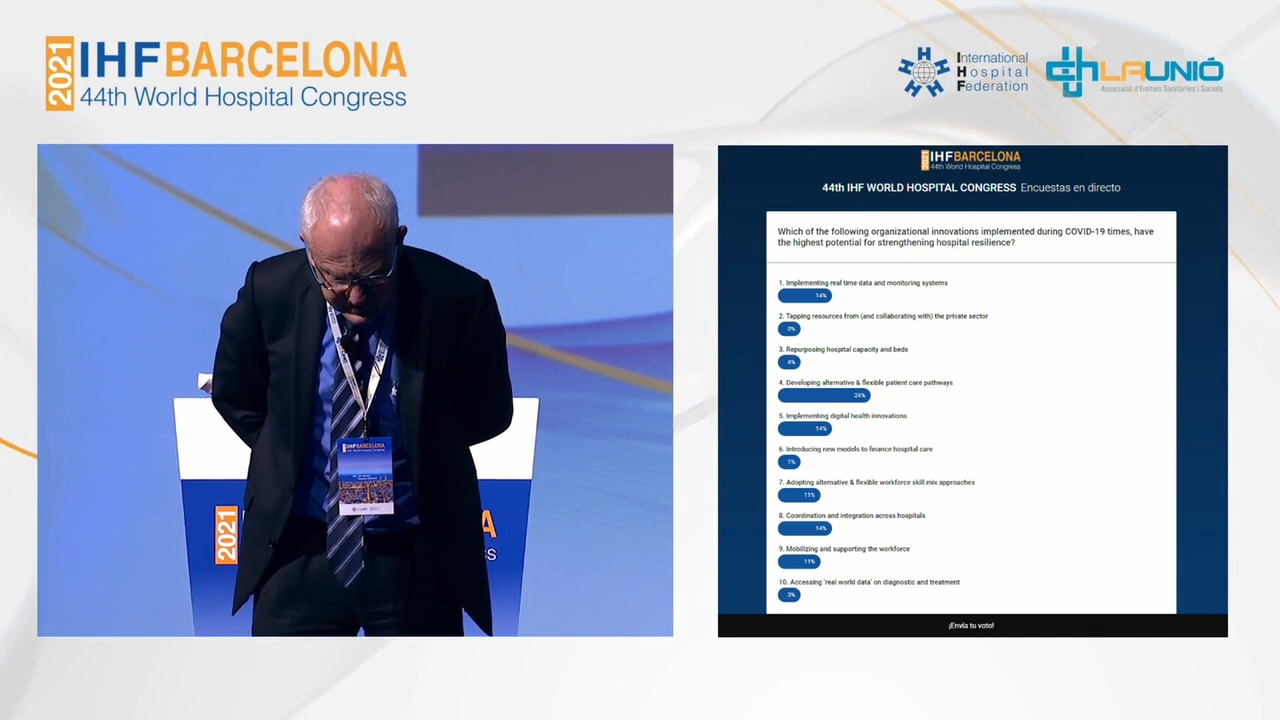 2021
IHFBARCELONA
44th World Hospital Congress
International
Hospital
Federation
LAUNIÓ
Associació d'Entitats Sanitàries i Socials
2021
IHFBARCELONA
44th World Hospital Congress
44th IHF WORLD HOSPITAL CONGRESS Encuestas en directo
Which of the following organizational innovations implemented during COVID-19 times, have
the highest potential for strengthening hospital resilience?
1. Implementing real time data and monitoring systems
14%
2. Tapping resources from (and collaborating with) the private sector
0%
3. Repurposing hospital capacity and beds
4%
4. Developing alternative & flexible patient care pathways
24%
5. Implementing digital health innovations
14%
6. Introducing new models to finance hospital care
1%
7. Adopting alternative & flexible workforce skill mix approaches
11%
8. Coordination and integration across hospitals
14%
9. Mobilizing and supporting the workforce
11%
10. Accessing 'real world data' on diagnostic and treatment
3%
¡Envía tu voto!
IHFBARCELONA
2021